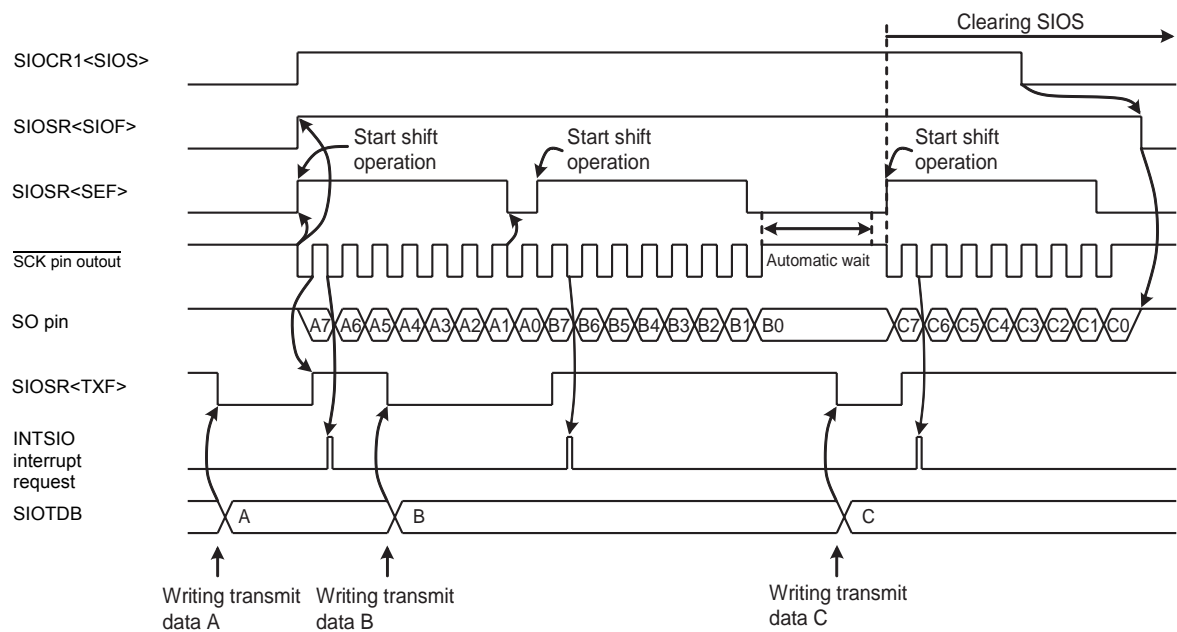 Clearing SIOS
SIOCR1<SIOS>
SIOSR<SIOF>
Start shift
operation
Start shift
operation
Start shift
operation
SIOSR<SEF>
SCK pin outout
Automatic wait
SO pin
A7 A6 A5 A4 A3 A2 A1 A0 B7 B6 B5 B4 B3 B2 B1 B0 C7 C6 C5 C4 C3 C2 C1 C0
SIOSR<TXF>
INTSIO
interrupt
request
SIOTDB
A B C
Writing transmit
data A
Writing transmit
data B
Writing transmit
data C